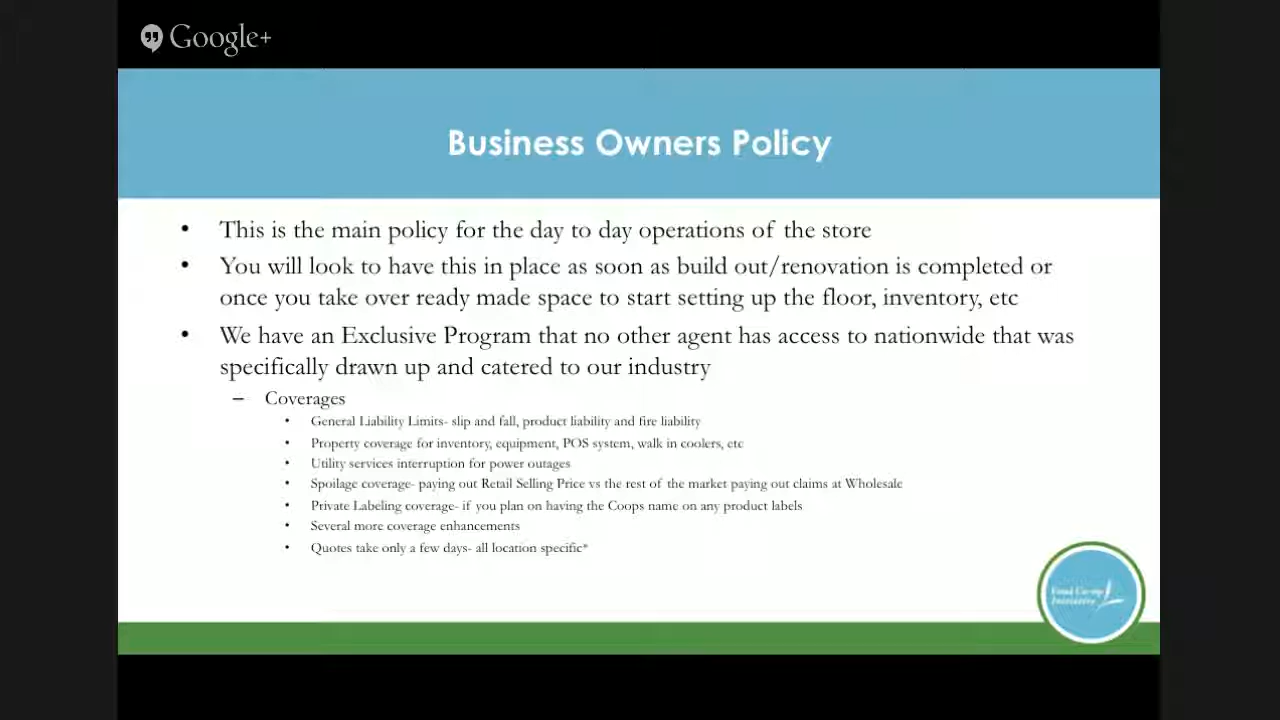 Google+
Business Owners Policy
• This is the main policy for the day to day operations of the store
• You will look to have this in place as soon as build out/renovation is completed or
once you take over ready made space to start setting up the floor, inventory, etc
• We have an Exclusive Program that no other agent has access to nationwide that was
specifically drawn up and catered to our industry
– Coverages
• General Liability Limits- slip and fall, product liability and fire liability
• Property coverage for inventory, equipment, POS system, walk in coolers, etc
• Utility services interruption for power outages
• Spoilage coverage- paying out Retail Selling Price vs the rest of the market paying out claims at Wholesale
• Private Labeling coverage- if you plan on having the Coops name on any product labels
• Several more coverage enhancements
• Quotes take only a few days- all location specific*
Food Co-op
Initiative